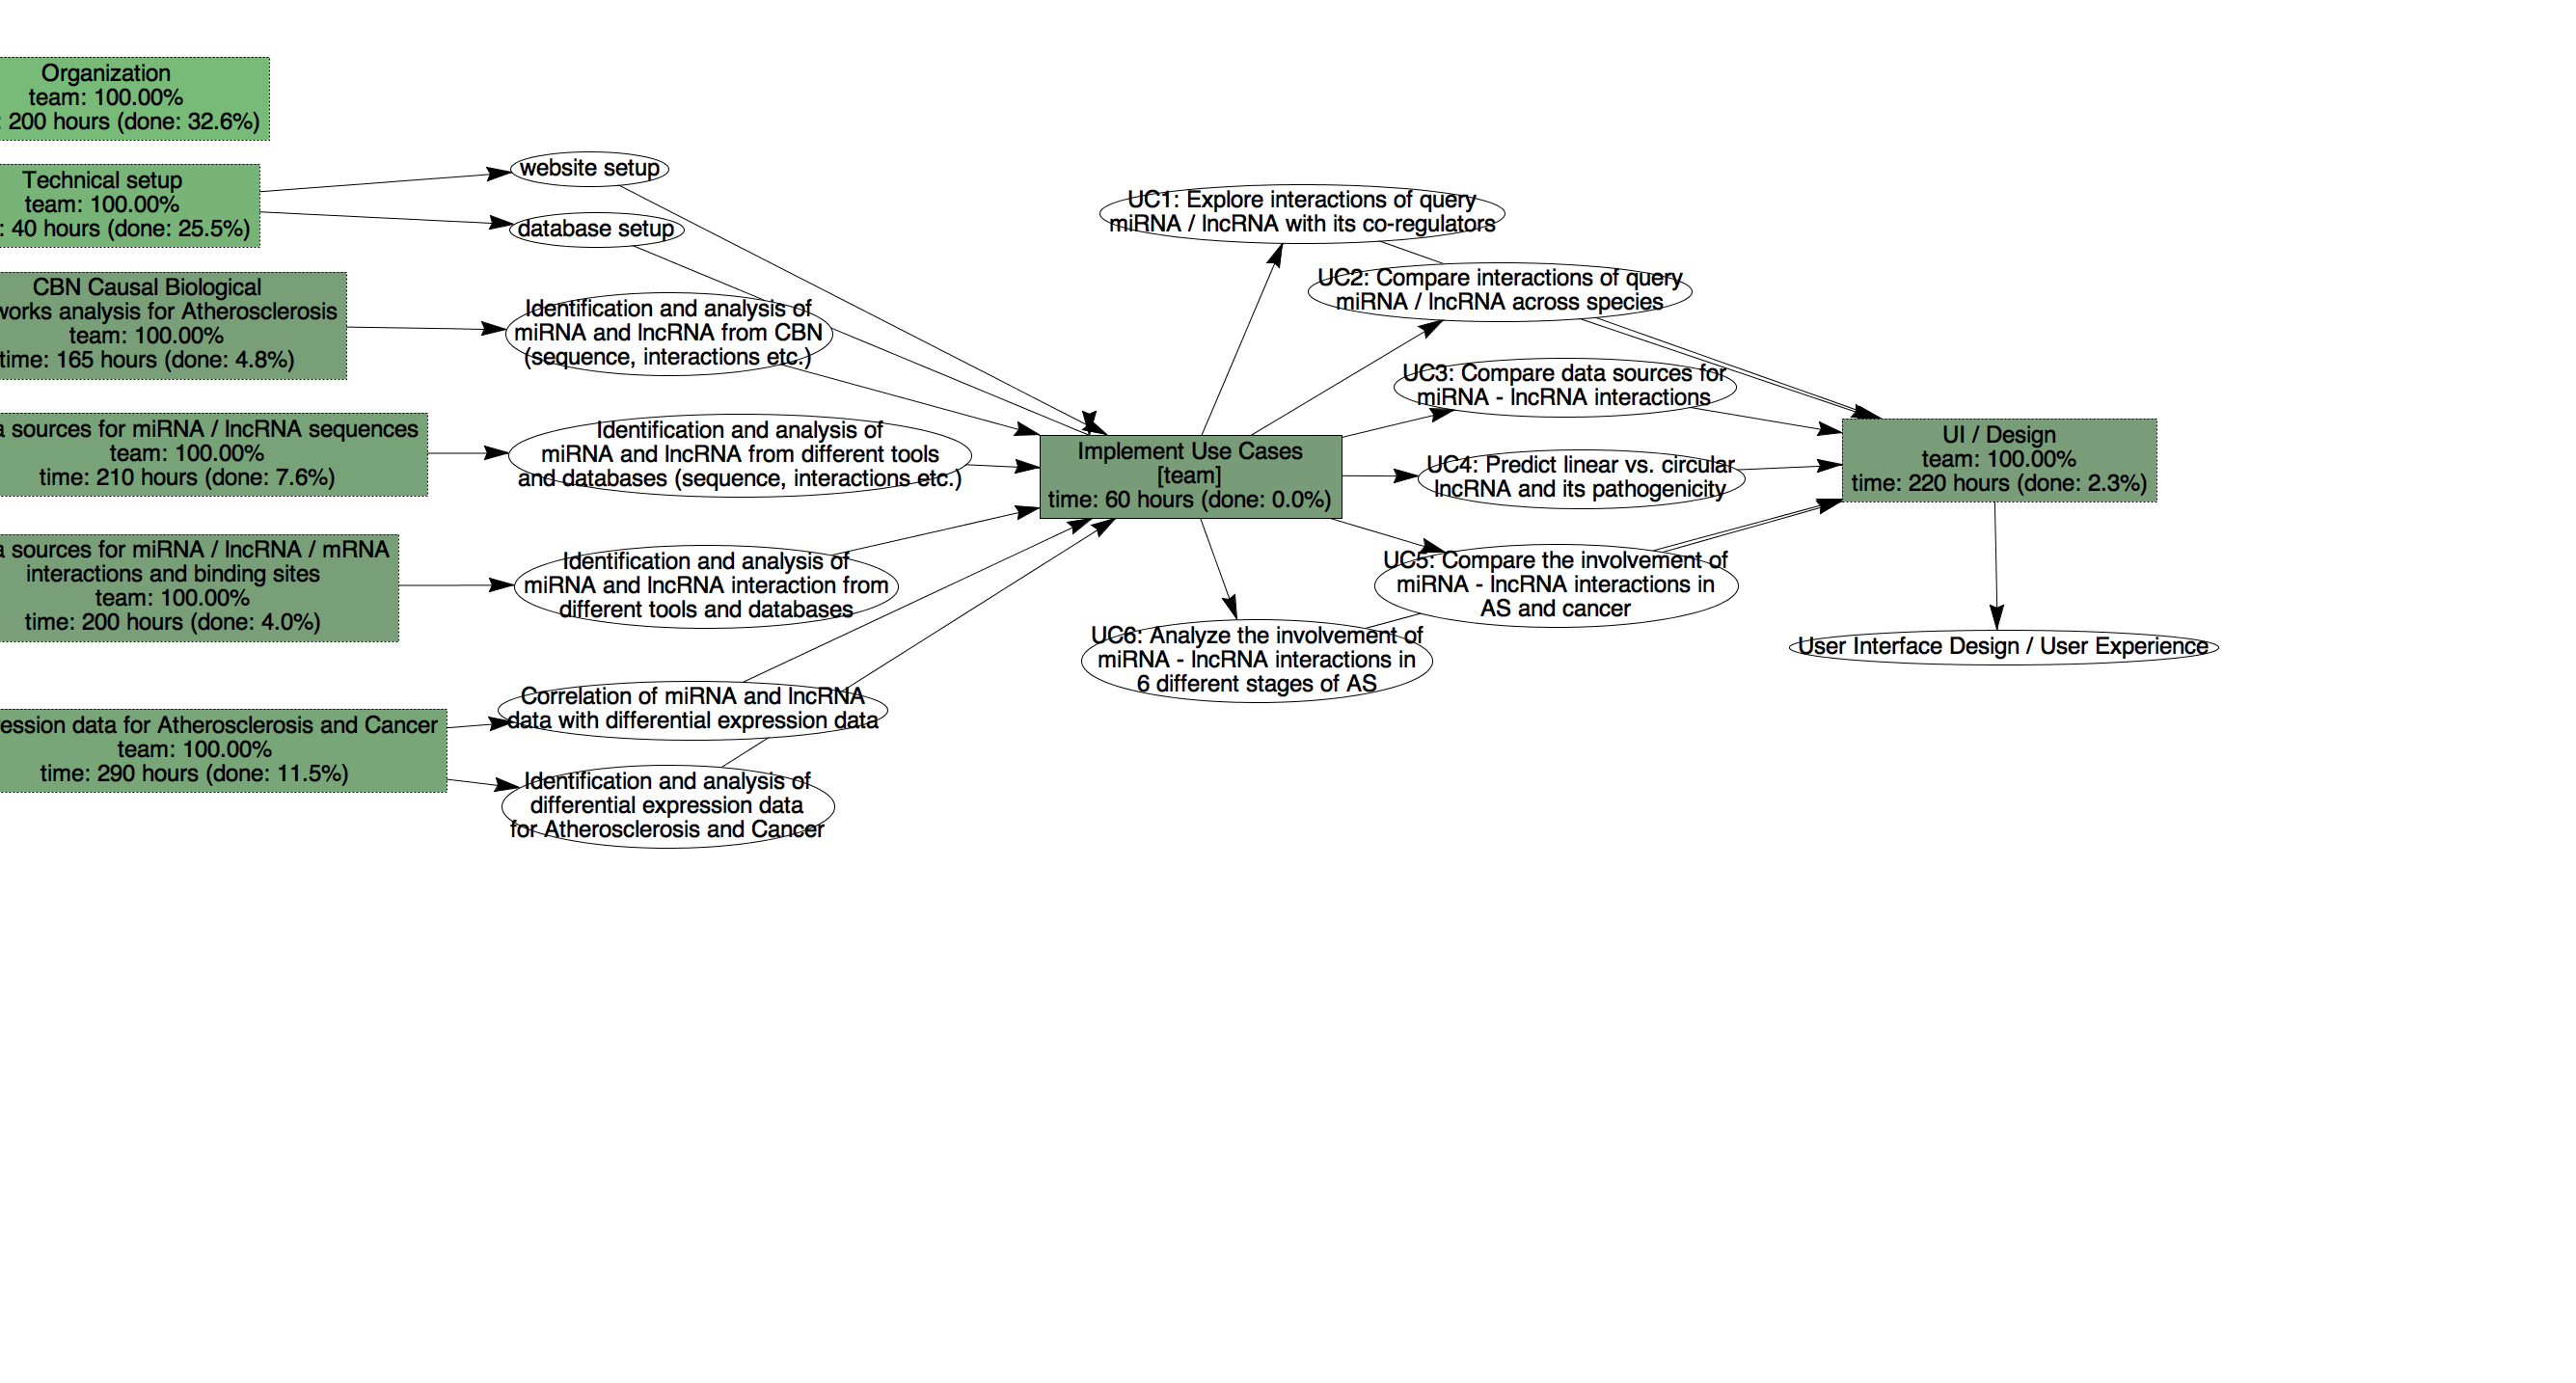 Organization
team: 100.00%
: 200 hours (done: 32.6%)
Technical setup
team: 100.00%
: 40 hours (done: 25.5%)
CBN Causal Biological
works analysis for Atherosclerosis
team: 100.00%
time: 165 hours (done: 4.8%)
a sources for miRNA / lncRNA sequences
team: 100.00%
time: 210 hours (done: 7.6%)
a sources for miRNA / lncRNA / mRNA
interactions and binding sites
team: 100.00%
time: 200 hours (done: 4.0%)
ession data for Atherosclerosis and Cancer
team: 100.00%
time: 290 hours (done: 11.5%)
website setup
database setup
Identification and analysis of
miRNA and lncRNA from CBN
(sequence, interactions etc.)
Identification and analysis of
miRNA and lncRNA from different tools
and databases (sequence, interactions etc.)
Identification and analysis of
miRNA and lncRNA interaction from
different tools and databases
Correlation of miRNA and lncRNA
data with differential expression data
Identification and analysis of
differential expression data
for Atherosclerosis and Cancer
Implement Use Cases
[team]
time: 60 hours (done: 0.0%)
UC1: Explore interactions of query
miRNA / lncRNA with its co-regulators
UC2: Compare interactions of query
miRNA / lncRNA across species
UC3: Compare data sources for
miRNA - lncRNA interactions
UC4: Predict linear vs. circular
lncRNA and its pathogenicity
UC5: Compare the involvement of
miRNA - lncRNA interactions in
AS and cancer
UC6: Analyze the involvement of
miRNA - lncRNA interactions in
6 different stages of AS
UI / Design
team: 100.00%
time: 220 hours (done: 2.3%)
User Interface Design / User Experience